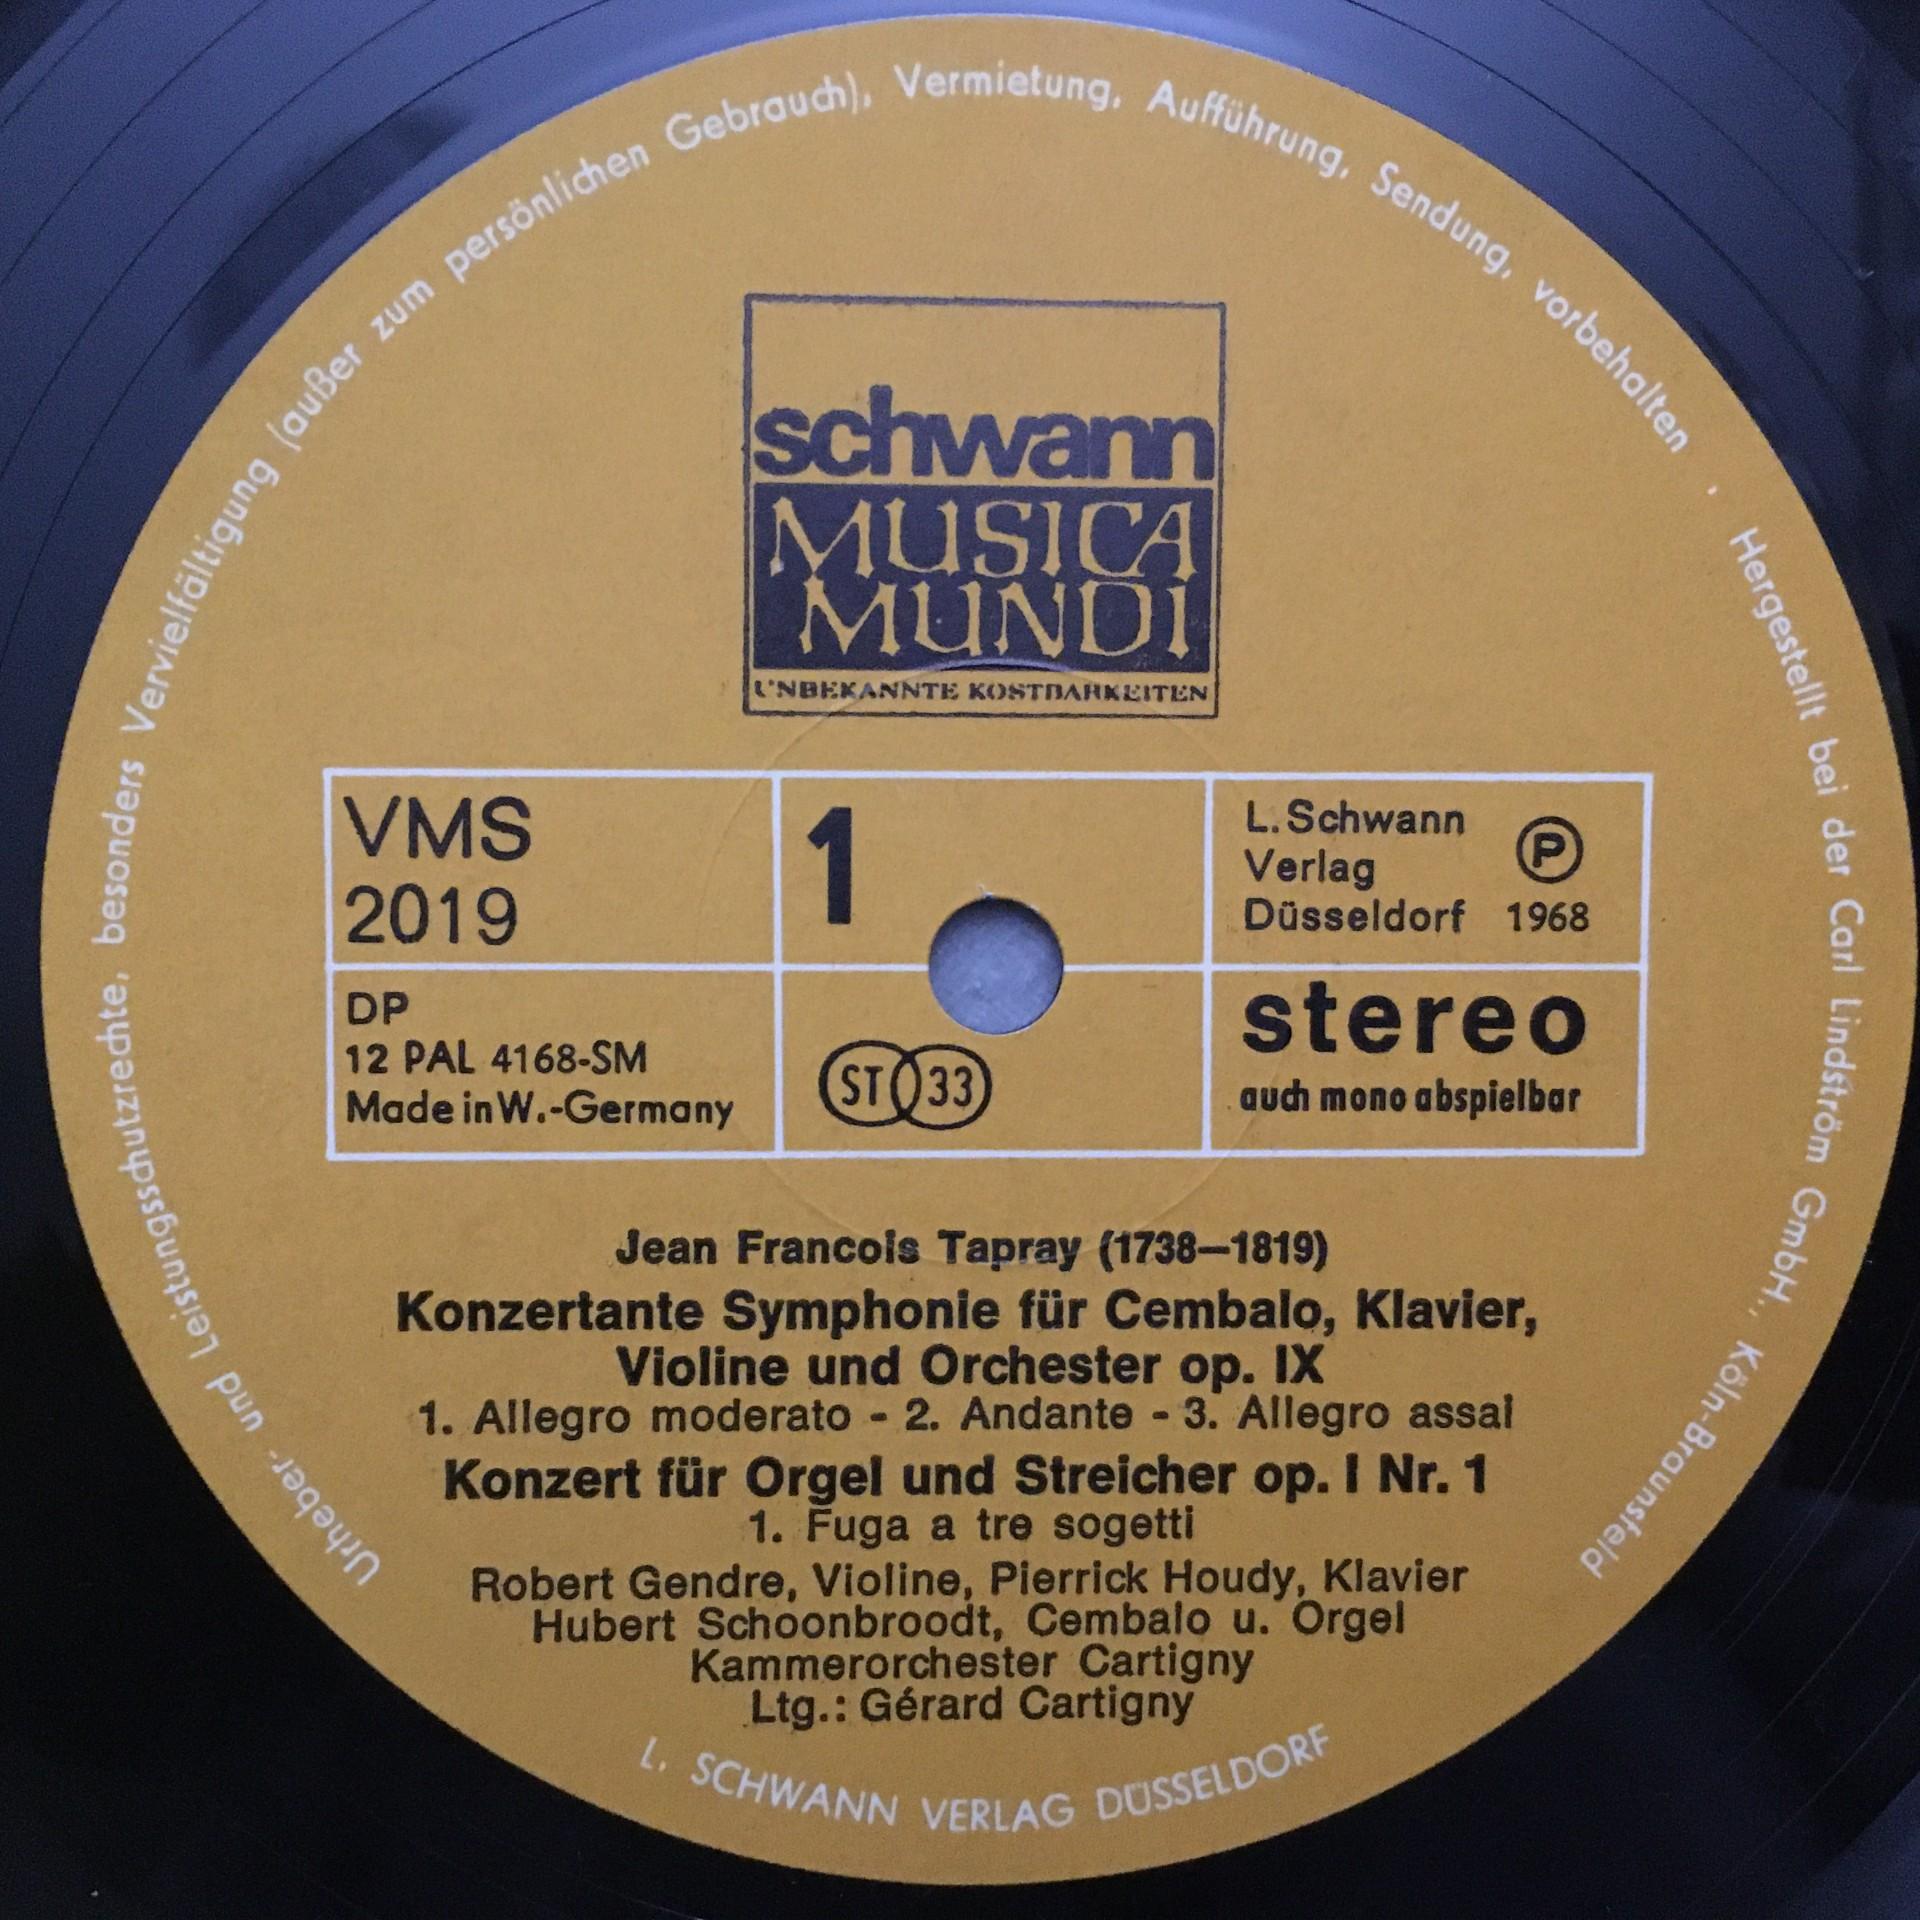 Urheber- und Leistungsschutzrechte, besonders Vervielfältigung (außer zum persönlichen Gebrauch), Vermietung, Aufführung, Sendung, vorbehalten . Hergestellt bei der Carl Lindström GmbH., Köln-Braunsfeld
schwann
MUSICA
MUNDI
UNBEKANNTE KOSTBARKEITEN
VMS
2019
1
L. Schwann
Verlag Ⓟ
Düsseldorf 1968
DP
12 PAL 4168-SM
Made in W.-Germany
ST 33
stereo
auch mono abspielbar
Jean Francois Tapray (1738—1819)
Konzertante Symphonie für Cembalo, Klavier,
Violine und Orchester op. IX
1. Allegro moderato - 2. Andante - 3. Allegro assai
Konzert für Orgel und Streicher op. I Nr. 1
1. Fuga a tre sogetti
Robert Gendre, Violine, Pierrick Houdy, Klavier
Hubert Schoonbroodt, Cembalo u. Orgel
Kammerorchester Cartigny
Ltg.: Gérard Cartigny
L. SCHWANN VERLAG DÜSSELDORF